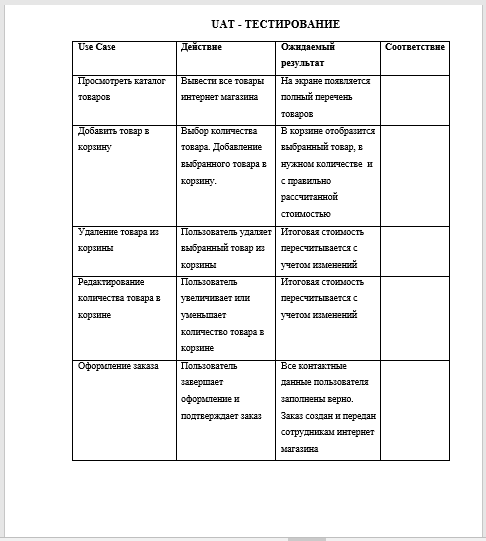 UAT - ТЕСТИРОВАНИЕ
Use Case
Действие
Ожидаемый
результат
Соответствие
Просмотреть каталог
товаров
Вывести все товары
интернет магазина
На экране появляется
полный перечень
товаров
Добавить товар в
корзину
Выбор количества
товара. Добавление
выбранного товара в
корзину.
В корзине отобразится
выбранный товар, в
нужном количестве и
с правильно
рассчитанной
стоимостью
Удаление товара из
корзины
Пользователь удаляет
выбранный товар из
корзины
Итоговая стоимость
пересчитывается с
учетом изменений
Редактирование
количества товара в
корзине
Пользователь
увеличивает или
уменьшает
количество товара в
корзине
Итоговая стоимость
пересчитывается с
учетом изменений
Оформление заказа
Пользователь
завершает
оформление и
подтверждает заказ
Все контактные
данные пользователя
заполнены верно.
Заказ создан и передан
сотрудникам интернет
магазина